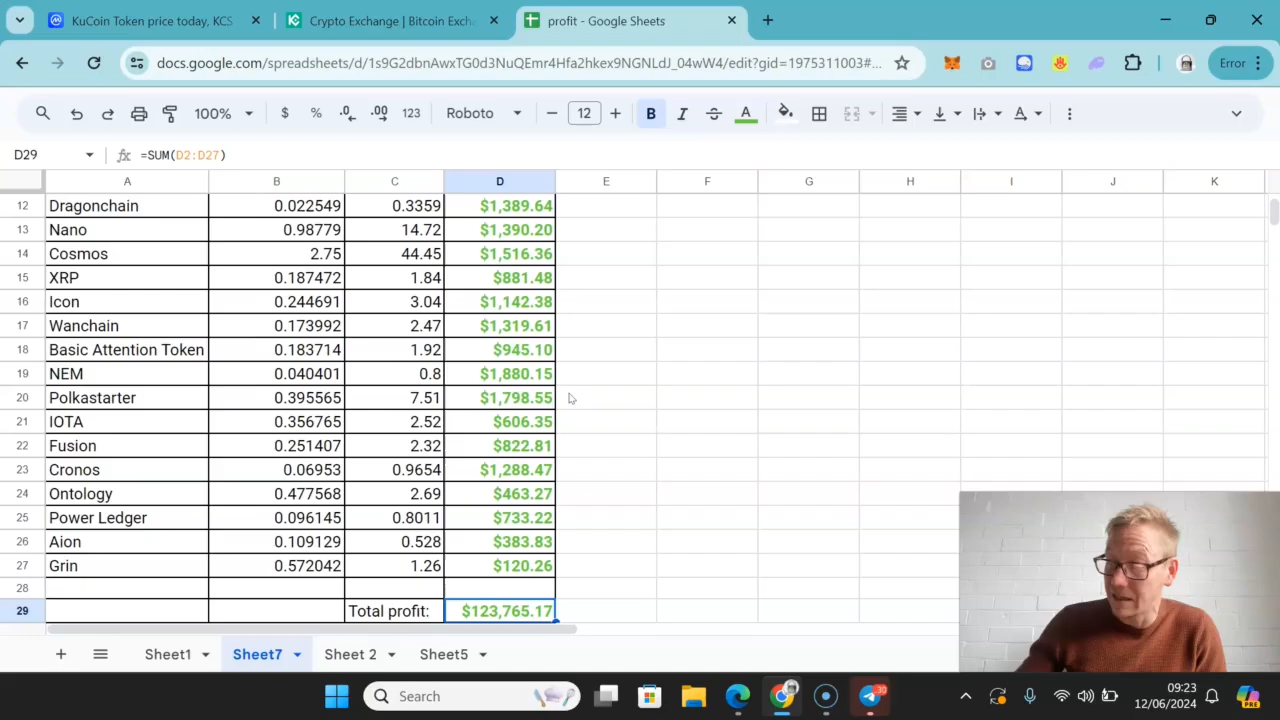 KuCoin Token price today, KCS
Crypto Exchange | Bitcoin Exch
profit - Google Sheets
docs.google.com/spreadsheets/d/1s9G2dbnAwxTG0d3NuQEmr4Hfa2hkex9NGNLdJ_04wW4/edit?gid=1975311003#...
Error
100% $ % .0 .00 123 Roboto 12 B I A
D29 fx =SUM(D2:D27)
A B C D E F G H I J K
12 Dragonchain 0.022549 0.3359 $1,389.64
13 Nano 0.98779 14.72 $1,390.20
14 Cosmos 2.75 44.45 $1,516.36
15 XRP 0.187472 1.84 $881.48
16 Icon 0.244691 3.04 $1,142.38
17 Wanchain 0.173992 2.47 $1,319.61
18 Basic Attention Token 0.183714 1.92 $945.10
19 NEM 0.040401 0.8 $1,880.15
20 Polkastarter 0.395565 7.51 $1,798.55
21 IOTA 0.356765 2.52 $606.35
22 Fusion 0.251407 2.32 $822.81
23 Cronos 0.06953 0.9654 $1,288.47
24 Ontology 0.477568 2.69 $463.27
25 Power Ledger 0.096145 0.8011 $733.22
26 Aion 0.109129 0.528 $383.83
27 Grin 0.572042 1.26 $120.26
28
29 Total profit: $123,765.17
Sheet1 Sheet7 Sheet 2 Sheet5
Search
30
09:23
12/06/2024
PRE